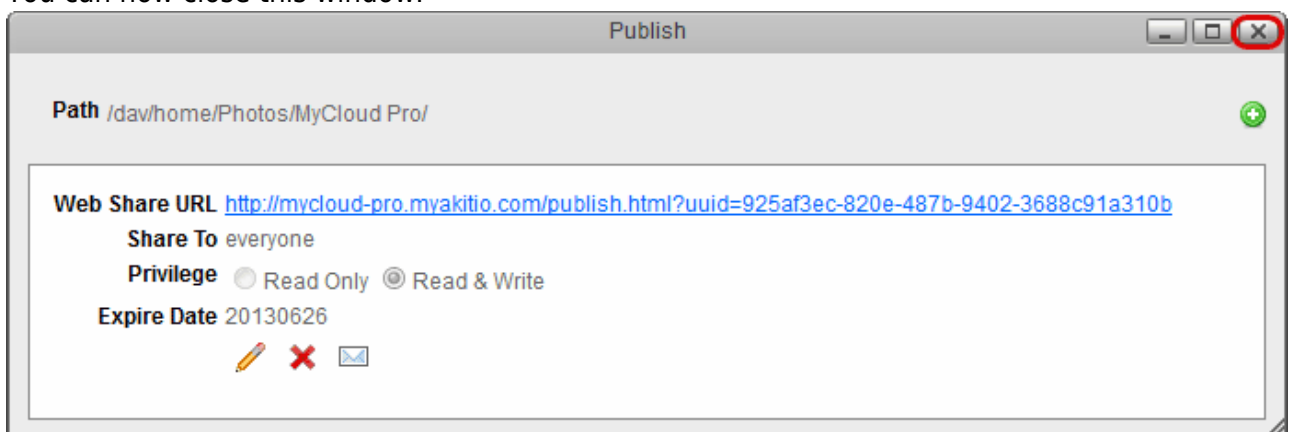 You can now close this window.
Publish
Path /dav/home/Photos/MyCloud Pro/
Web Share URL http://mycloud-pro.myakitio.com/publish.html?uuid=925af3ec-820e-487b-9402-3688c91a310b
Share To everyone
Privilege Read Only Read & Write
Expire Date 20130626